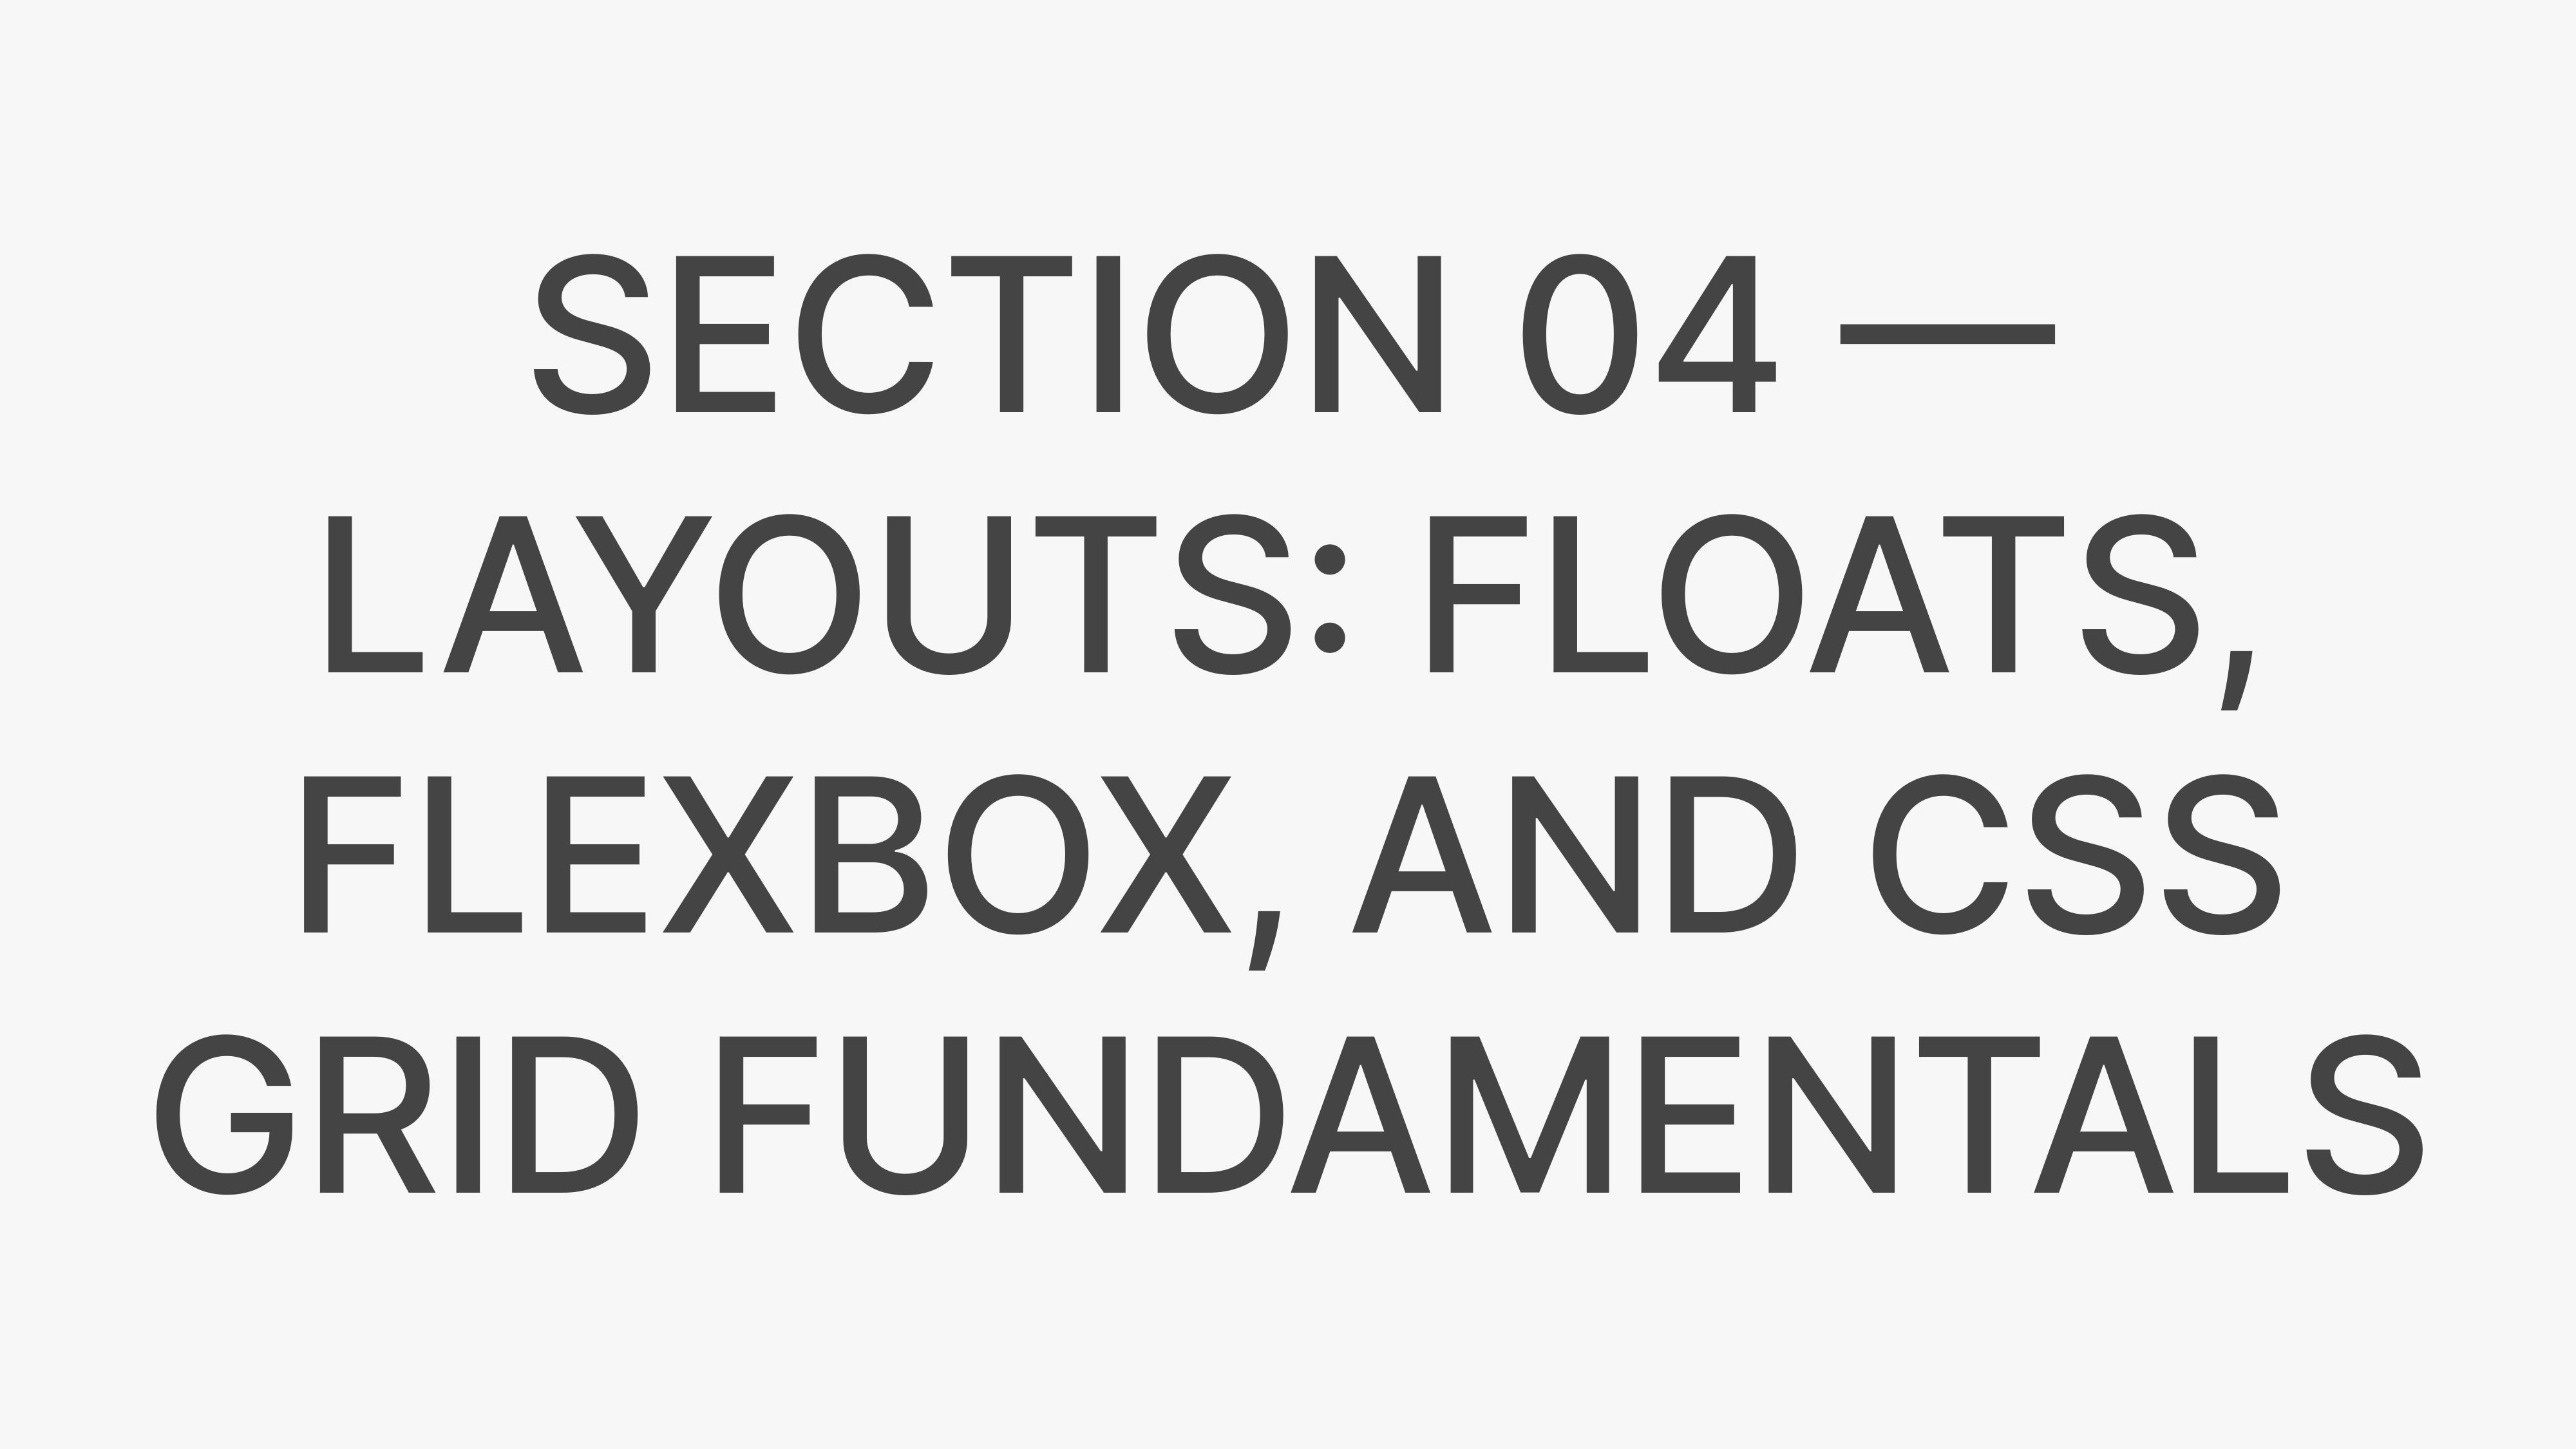 SECTION 04 —
LAYOUTS: FLOATS,
FLEXBOX, AND CSS
GRID FUNDAMENTALS